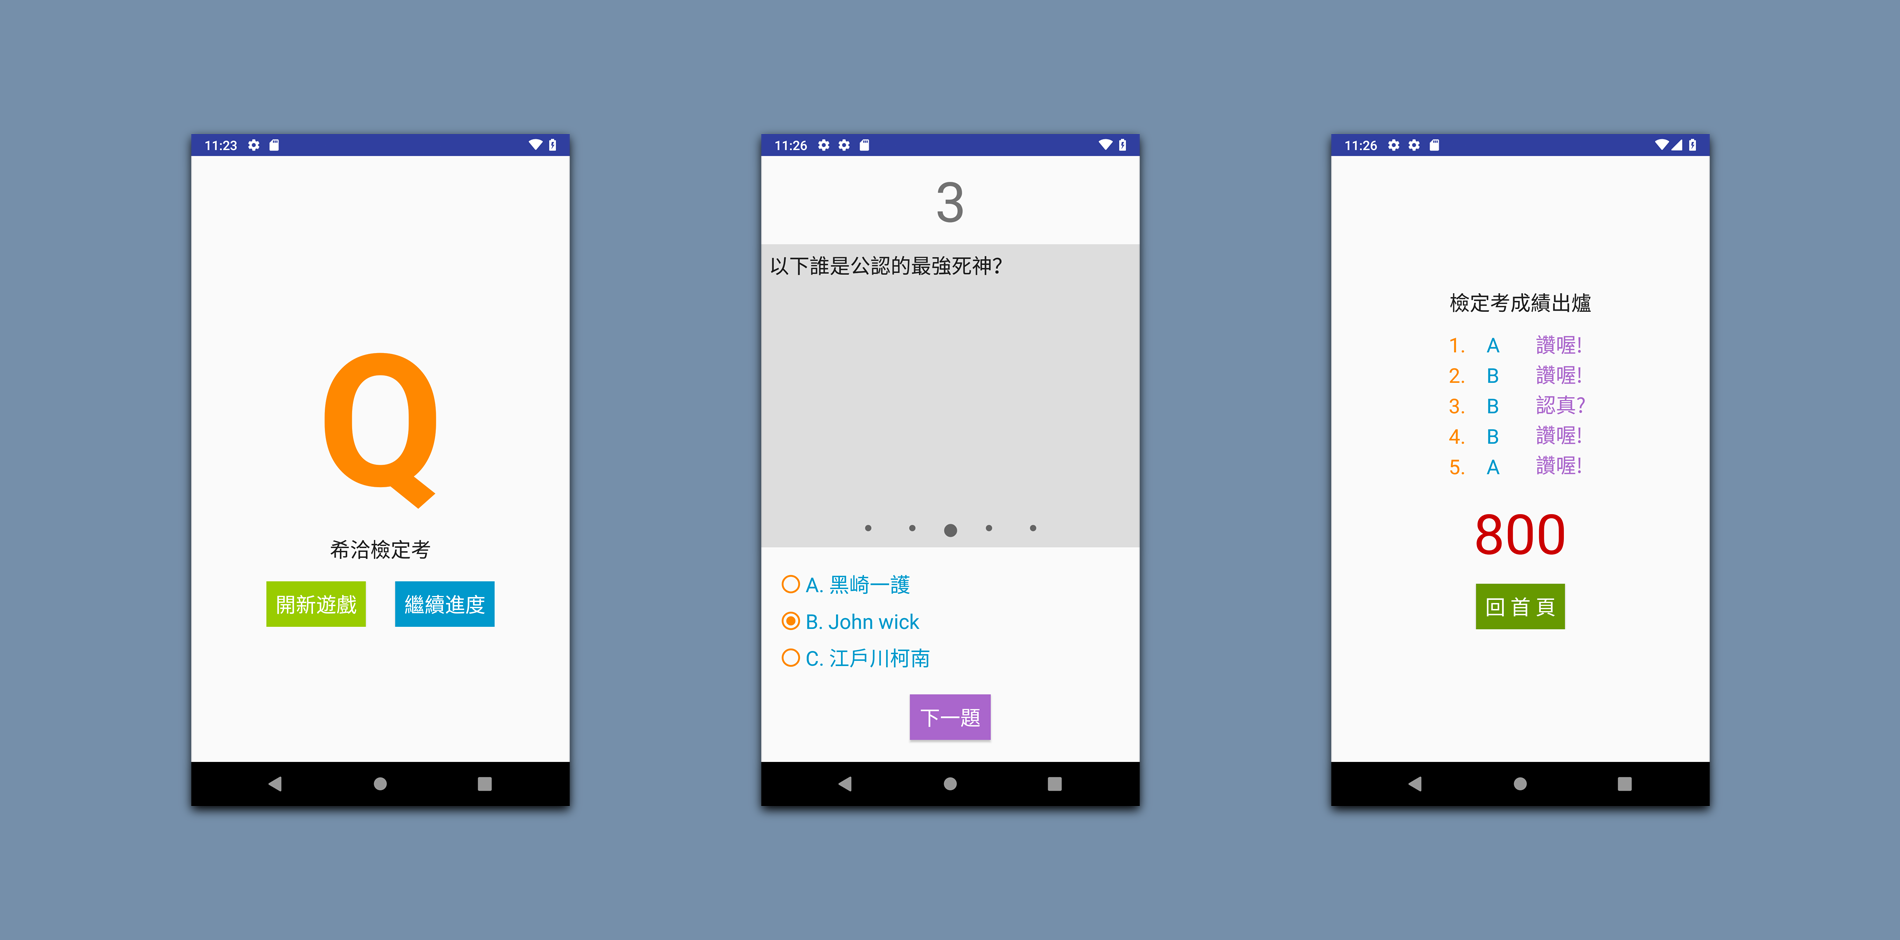 11:23
Q
希洽檢定考
開新遊戲
繼續進度
11:26
3
以下誰是公認的最強死神?
A. 黑崎一護
B. John wick
C. 江戶川柯南
下一題
11:26
檢定考成績出爐
1. A 讚喔!
2. B 讚喔!
3. B 認真?
4. B 讚喔!
5. A 讚喔!
800
回首頁